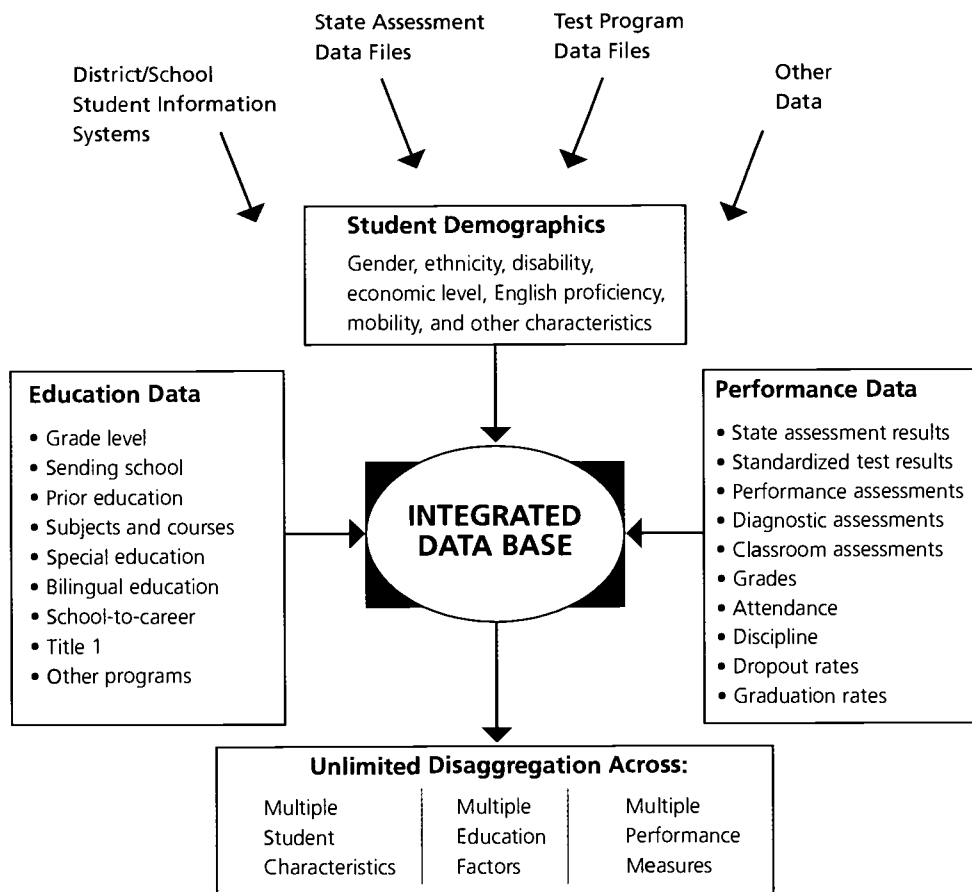 State Assessment
Data Files
Test Program
Data Files
District/School
Student Information
Systems
Other
Data
Student Demographics
Gender, ethnicity, disability,
economic level, English proficiency,
mobility, and other characteristics
Education Data
• Grade level
• Sending school
• Prior education
• Subjects and courses
• Special education
• Bilingual education
• School-to-career
• Title 1
• Other programs
INTEGRATED
DATA BASE
Performance Data
• State assessment results
• Standardized test results
• Performance assessments
• Diagnostic assessments
• Classroom assessments
• Grades
• Attendance
• Discipline
• Dropout rates
• Graduation rates
Unlimited Disaggregation Across:
Multiple
Student
Characteristics
Multiple
Education
Factors
Multiple
Performance
Measures